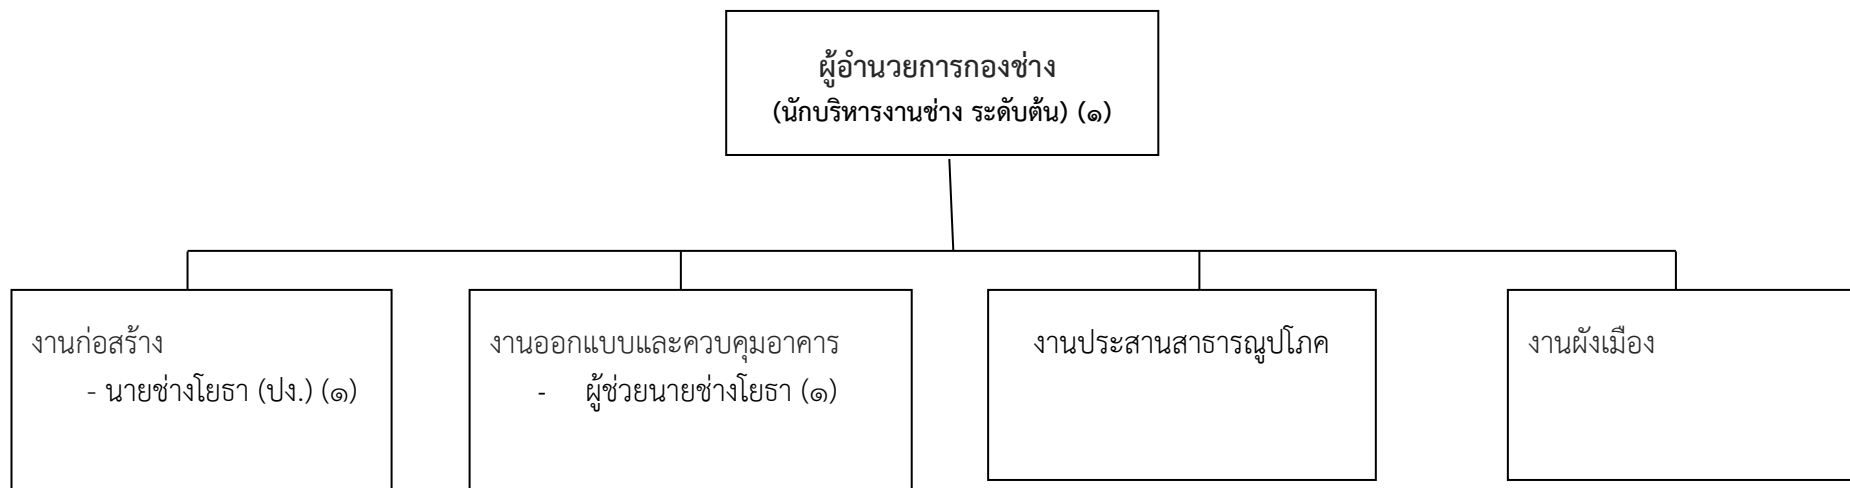 ผู้อำนวยการกองช่าง
(นักบริหารงานช่าง ระดับต้น) (๑)
งานก่อสร้าง
- นายช่างโยธา (ปง.) (๑)
งานออกแบบและควบคุมอาคาร
- ผู้ช่วยนายช่างโยธา (๑)
งานประสานสาธารณูปโภค
งานผังเมือง